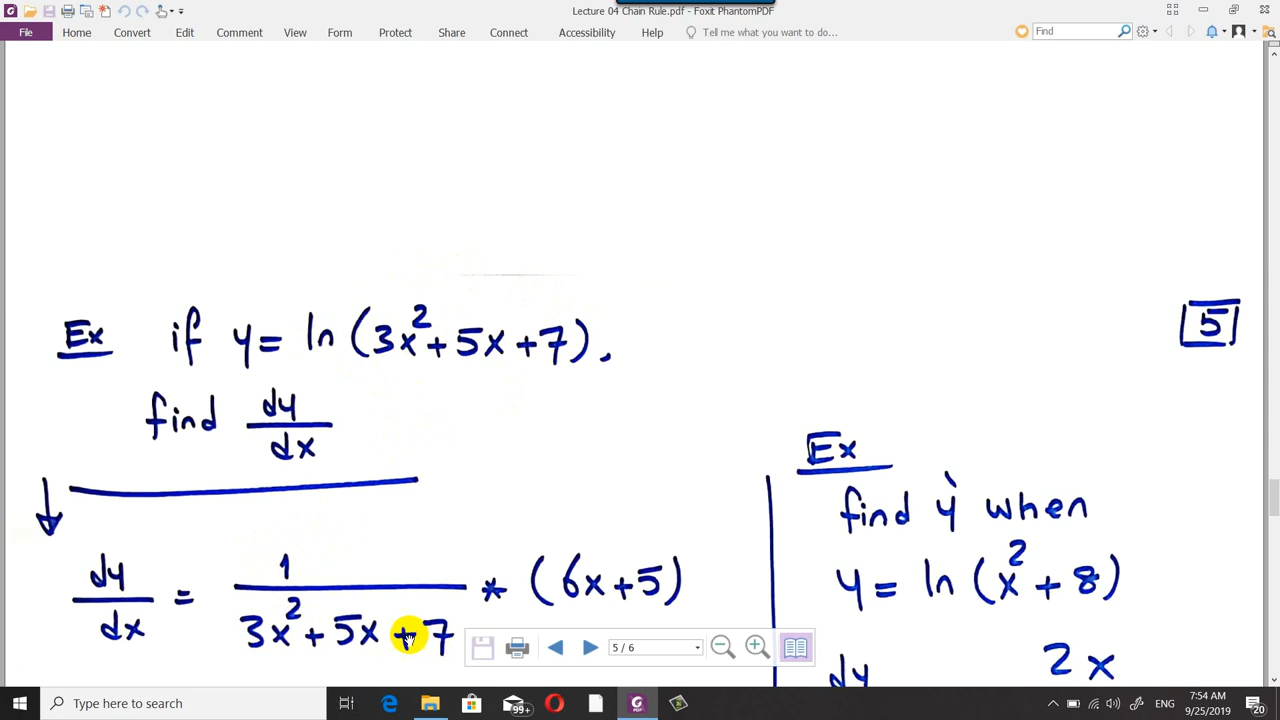 Lecture 04 Chain Rule.pdf - Foxit PhantomPDF
File Home Convert Edit Comment View Form Protect Share Connect Accessibility Help Tell me what you want to do... Find
Ex if y = ln (3x² + 5x + 7).
5
find dy/dx
Ex
find y̍ when
y = ln (x² + 8)
dy/dx = 1/(3x² + 5x + 7) * (6x + 5)
dy 2x
5 / 6
Type here to search
99+
ENG
7:54 AM
9/25/2019
20